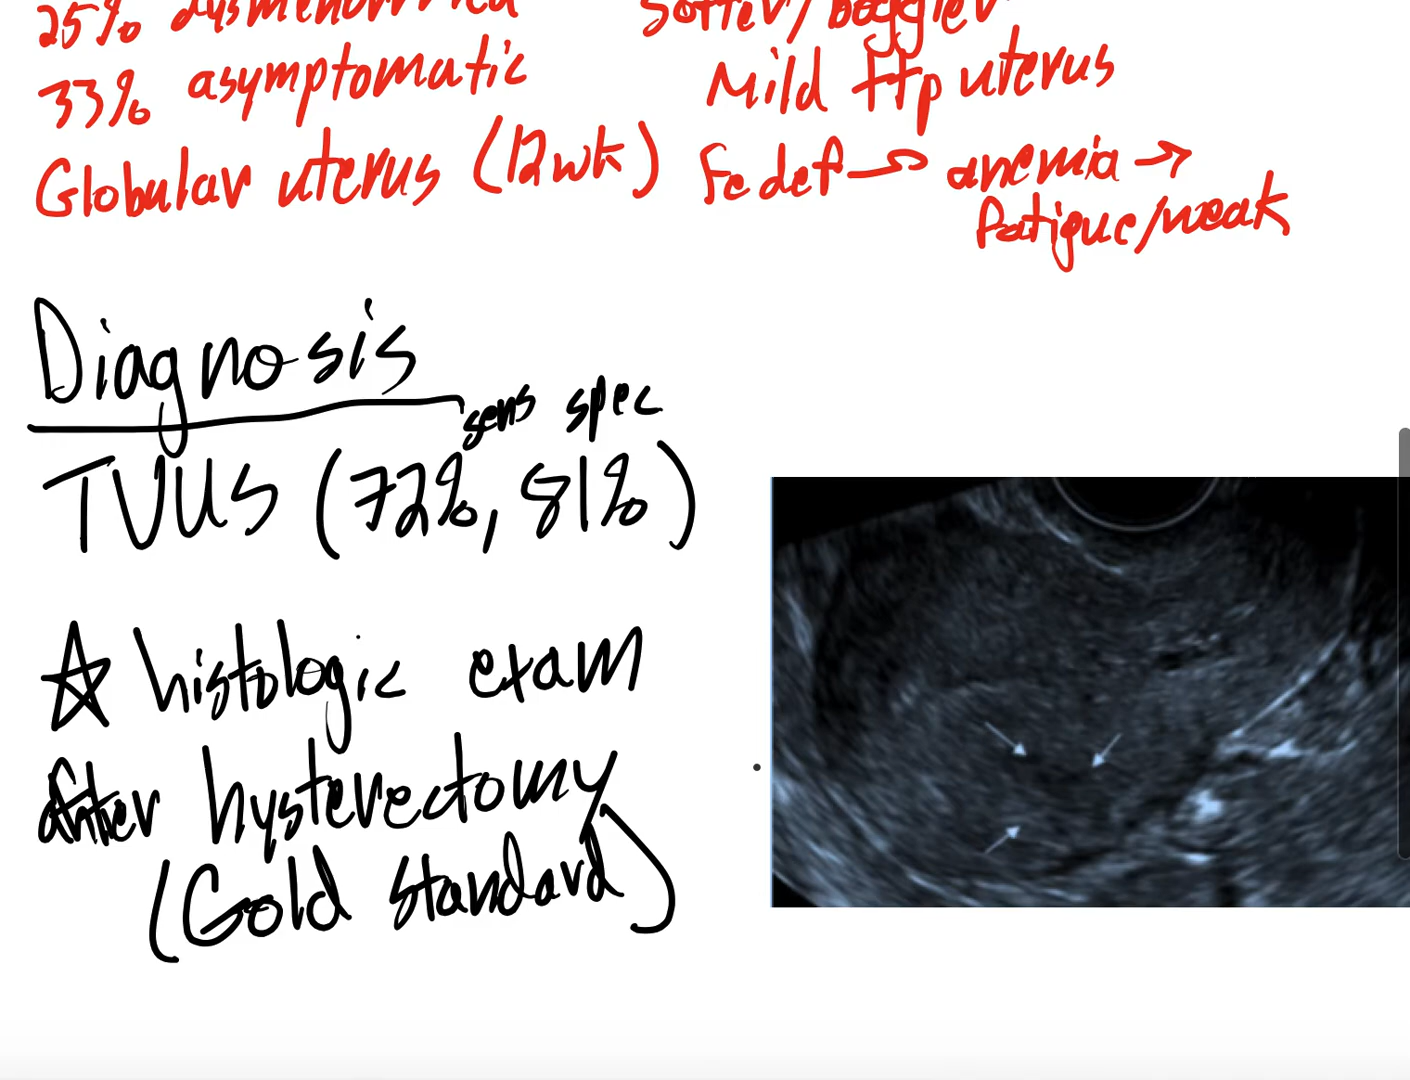 25% dysmenorrhea
softer/boggier
33% asymptomatic
Mild ttp uterus
Globular uterus (12wk)
Fe def → anemia →
fatigue/weak
Diagnosis
sens spec
TVUS (72%, 81%)
☆ histologic exam
after hysterectomy
(Gold standard)